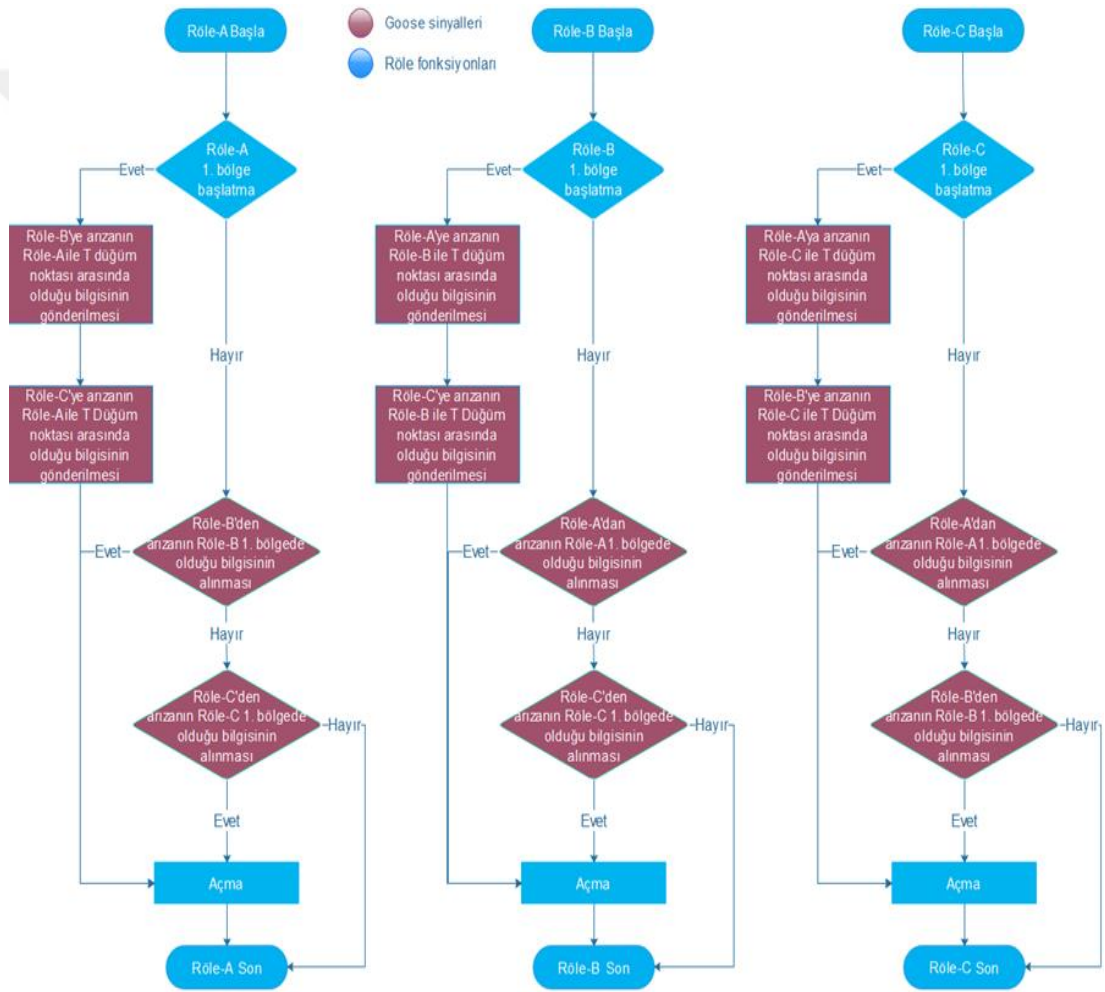 Röle-A Başla
Goose sinyalleri
Röle fonksiyonları
Röle-A
1. bölge
başlatma
Evet
Röle-B'ye arızanın
Röle-A ile T düğüm
noktası arasında
olduğu bilgisinin
gönderilmesi
Hayır
Röle-C'ye arızanın
Röle-A ile T Düğüm
noktası arasında
olduğu bilgisinin
gönderilmesi
Röle-B'den
arızanın Röle-B 1. bölgede
olduğu bilgisinin
alınması
Evet
Hayır
Röle-C'den
arızanın Röle-C 1. bölgede
olduğu bilgisinin
alınması
Hayır
Evet
Açma
Röle-A Son
Röle-B Başla
Röle-B
1. bölge
başlatma
Evet
Röle-A'ye arızanın
Röle-B ile T düğüm
noktası arasında
olduğu bilgisinin
gönderilmesi
Hayır
Röle-C'ye arızanın
Röle-B ile T Düğüm
noktası arasında
olduğu bilgisinin
gönderilmesi
Röle-A'dan
arızanın Röle-A 1. bölgede
olduğu bilgisinin
alınması
Evet
Hayır
Röle-C'den
arızanın Röle-C 1. bölgede
olduğu bilgisinin
alınması
Hayır
Evet
Açma
Röle-B Son
Röle-C Başla
Röle-C
1. bölge
başlatma
Evet
Röle-A'ya arızanın
Röle-C ile T düğüm
noktası arasında
olduğu bilgisinin
gönderilmesi
Hayır
Röle-B'ye arızanın
Röle-C ile T Düğüm
noktası arasında
olduğu bilgisinin
gönderilmesi
Röle-A'dan
arızanın Röle-A 1. bölgede
olduğu bilgisinin
alınması
Evet
Hayır
Röle-B'den
arızanın Röle-B 1. bölgede
olduğu bilgisinin
alınması
Hayır
Evet
Açma
Röle-C Son